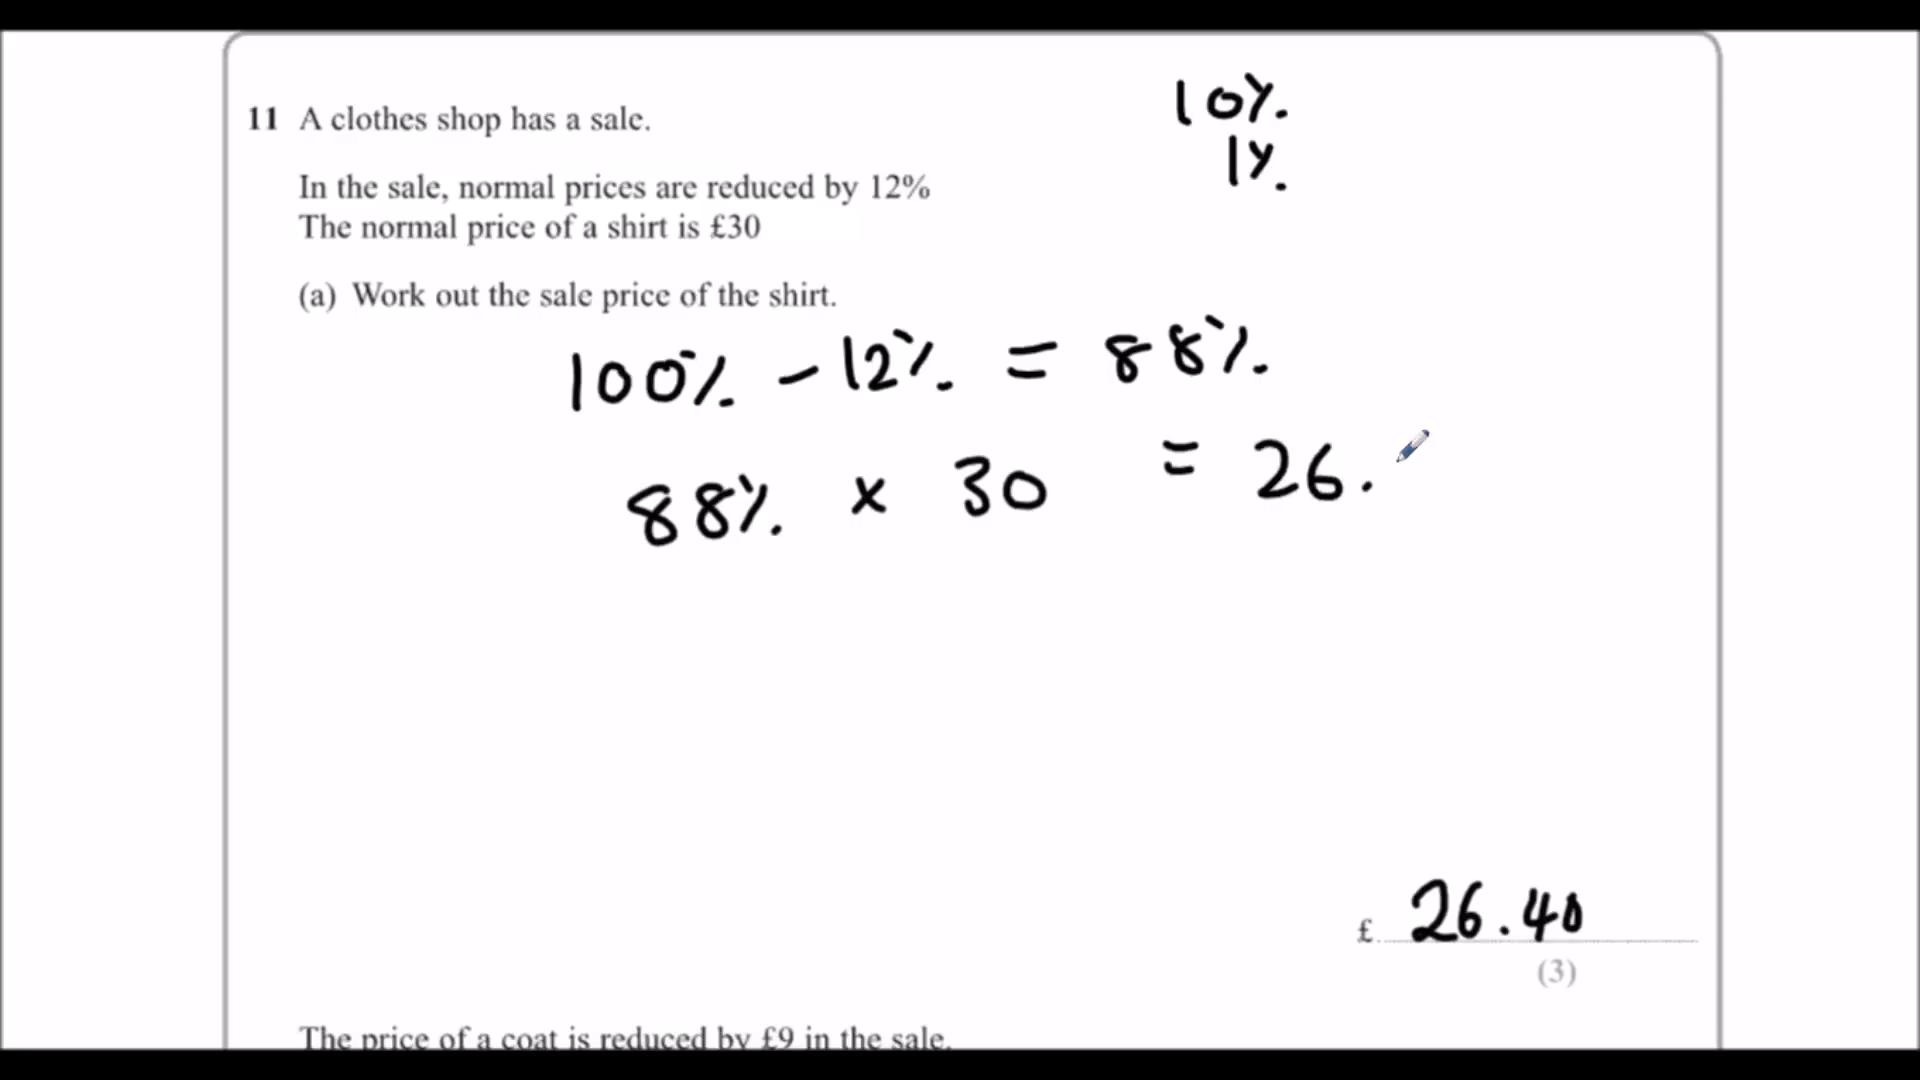 10%
11 A clothes shop has a sale.
1%
In the sale, normal prices are reduced by 12%
The normal price of a shirt is £30
(a) Work out the sale price of the shirt.
100% - 12% = 88%
88% x 30 = 26.
£ 26.40
(3)
The price of a coat is reduced by £9 in the sale.